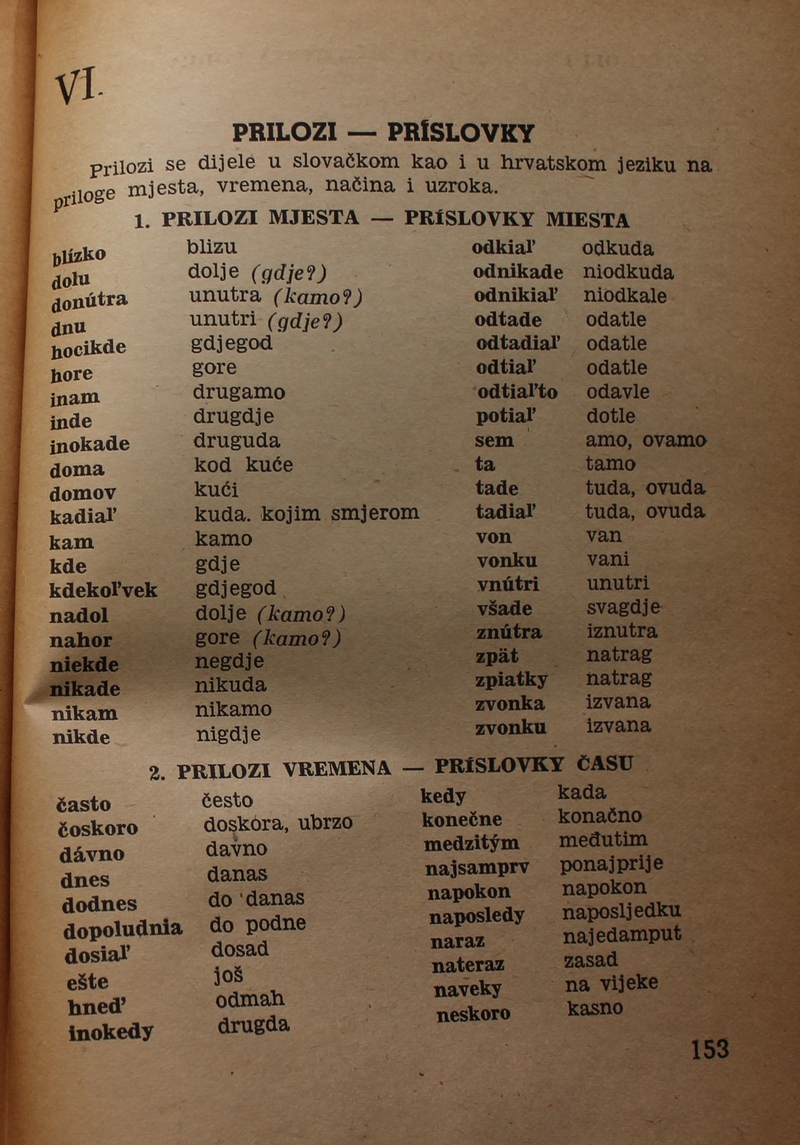 VI.
PRILOZI — PRÍSLOVKY
Prilozi se dijele u slovačkom kao i u hrvatskom jeziku na
priloge mjesta, vremena, načina i uzroka.
1. PRILOZI MJESTA — PRÍSLOVKY MIESTA
blízko blizu odkiaľ odkuda
dolu dolje (gdje?) odnikade niodkuda
donútra unutra (kamo?) odnikiaľ niodkale
dnu unutri (gdje?) odtade odatle
hocikde gdjegod odtadiaľ odatle
hore gore odtiaľ odatle
inam drugamo odtiaľto odavle
inde drugdje potiaľ dotle
inokade druguda sem amo, ovamo
doma kod kuće ta tamo
domov kući tade tuda, ovuda
kadiaľ kuda. kojim smjerom tadiaľ tuda, ovuda
kam kamo von van
kde gdje vonku vani
kdekoľvek gdjegod vnútri unutri
nadol dolje (kamo?) všade svagdje
nahor gore (kamo?) znútra iznutra
niekde negdje zpät natrag
nikade nikuda zpiatky natrag
nikam nikamo zvonka izvana
nikde nigdje zvonku izvana
2. PRILOZI VREMENA — PRÍSLOVKY ČASU
často često kedy kada
čoskoro doskora, ubrzo konečne konačno
dávno davno medzitým međutim
dnes danas najsamprv ponajprije
dodnes do danas napokon napokon
dopoludnia do podne naposledy naposljedku
dosiaľ dosad naraz najedamput
ešte još nateraz zasad
hneď odmah naveky na vijeke
inokedy drugda neskoro kasno
153